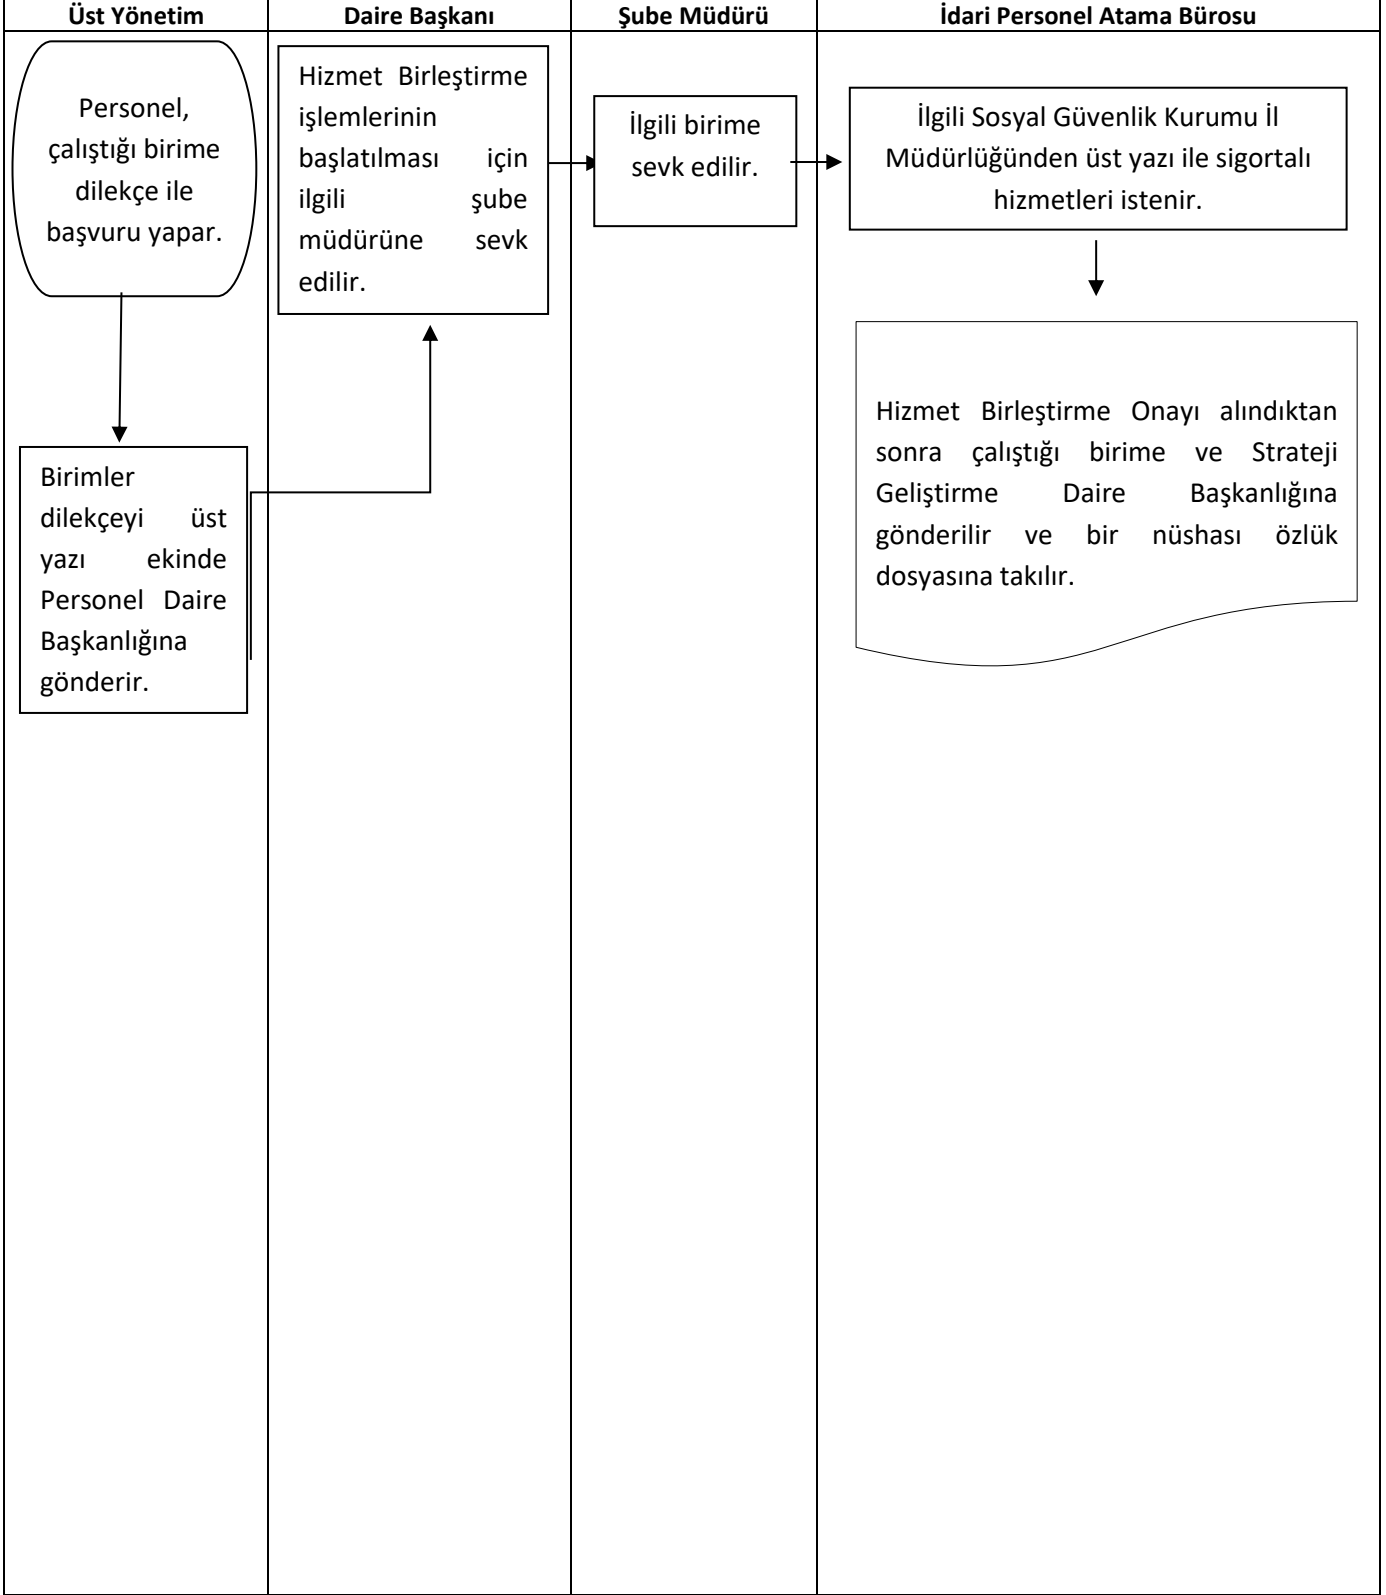 Üst Yönetim
Daire Başkanı
Şube Müdürü
İdari Personel Atama Bürosu
Personel,
çalıştığı birime
dilekçe ile
başvuru yapar.
Birimler
dilekçeyi üst
yazı ekinde
Personel Daire
Başkanlığına
gönderir.
Hizmet Birleştirme
işlemlerinin
başlatılması için
ilgili şube
müdürüne sevk
edilir.
İlgili birime
sevk edilir.
İlgili Sosyal Güvenlik Kurumu İl
Müdürlüğünden üst yazı ile sigortalı
hizmetleri istenir.
Hizmet Birleştirme Onayı alındıktan
sonra çalıştığı birime ve Strateji
Geliştirme Daire Başkanlığına
gönderilir ve bir nüshası özlük
dosyasına takılır.